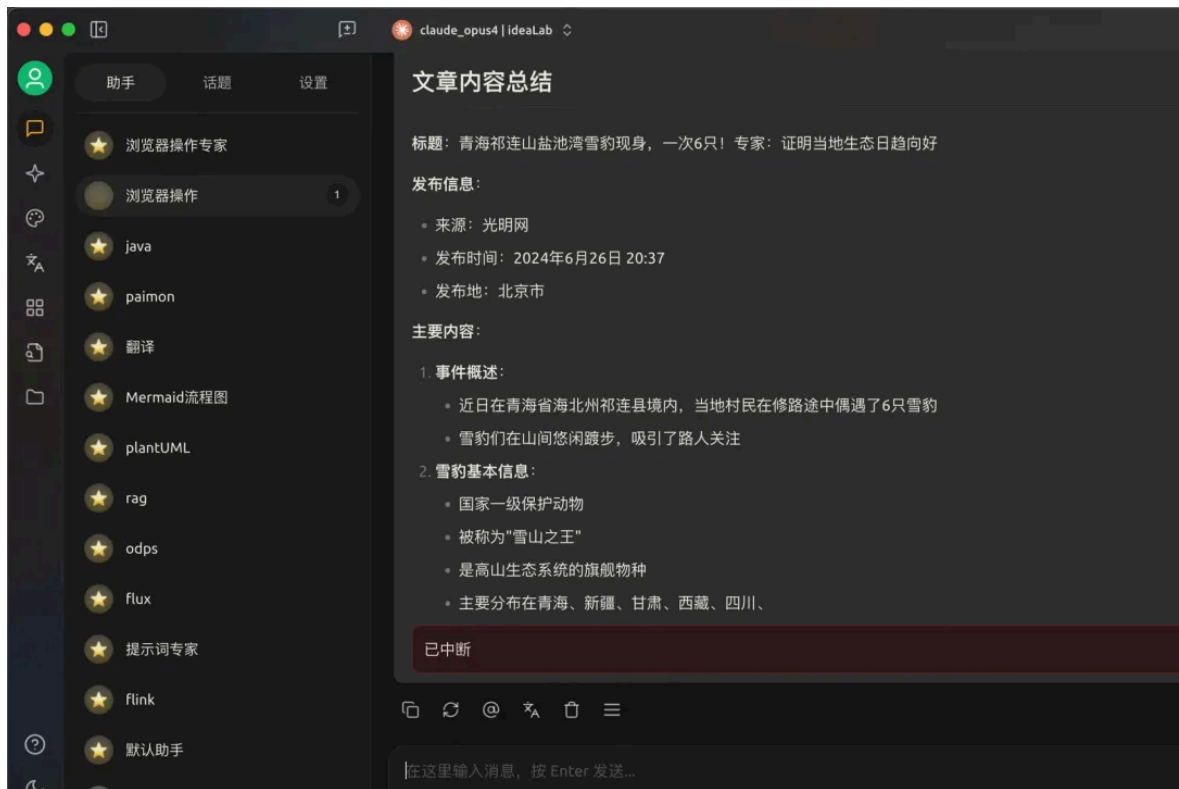 claude_opus4 | ideaLab
助手 话题 设置
浏览器操作专家
浏览器操作 1
java
paimon
翻译
Mermaid流程图
plantUML
rag
odps
flux
提示词专家
flink
默认助手
文章内容总结
标题：青海祁连山盐池湾雪豹现身，一次6只！专家：证明当地生态日趋向好
发布信息：
• 来源：光明网
• 发布时间：2024年6月26日 20:37
• 发布地：北京市
主要内容：
1. 事件概述：
• 近日在青海省海北州祁连县境内，当地村民在修路途中偶遇了6只雪豹
• 雪豹们在山间悠闲踱步，吸引了路人关注
2. 雪豹基本信息：
• 国家一级保护动物
• 被称为"雪山之王"
• 是高山生态系统的旗舰物种
• 主要分布在青海、新疆、甘肃、西藏、四川、
已中断
在这里输入消息，按 Enter 发送...